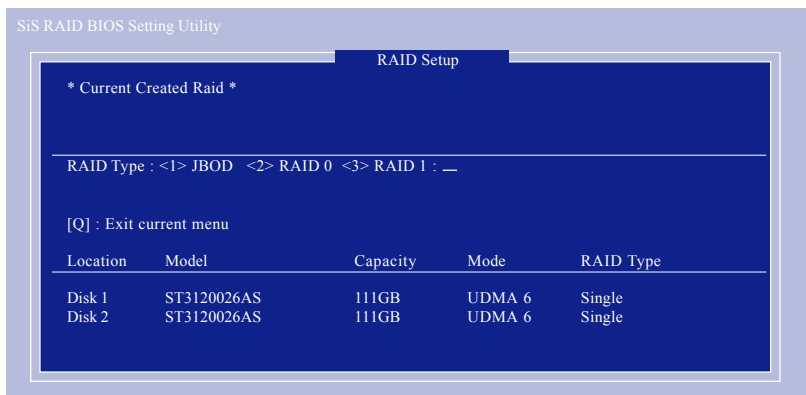 SiS RAID BIOS Setting Utility
RAID Setup
* Current Created Raid *
RAID Type : <1> JBOD <2> RAID 0 <3> RAID 1 : _
[Q] : Exit current menu
Location Model Capacity Mode RAID Type
Disk 1 ST3120026AS 111GB UDMA 6 Single
Disk 2 ST3120026AS 111GB UDMA 6 Single